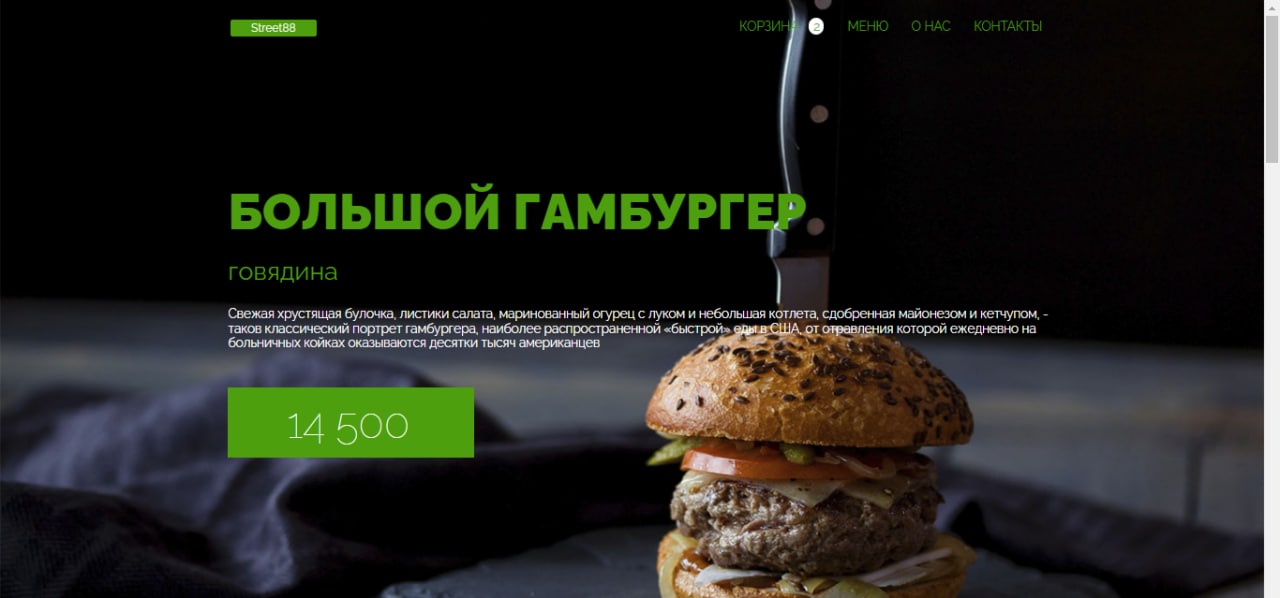 Street88
КОРЗИНА 2 МЕНЮ О НАС КОНТАКТЫ
БОЛЬШОЙ ГАМБУРГЕР
говядина
Свежая хрустящая булочка, листики салата, маринованный огурец с луком и небольшая котлета, сдобренная майонезом и кетчупом, -
таков классический портрет гамбургера, наиболее распространенной «быстрой» еды в США, от отравления которой ежедневно на
больничных койках оказываются десятки тысяч американцев
14 500